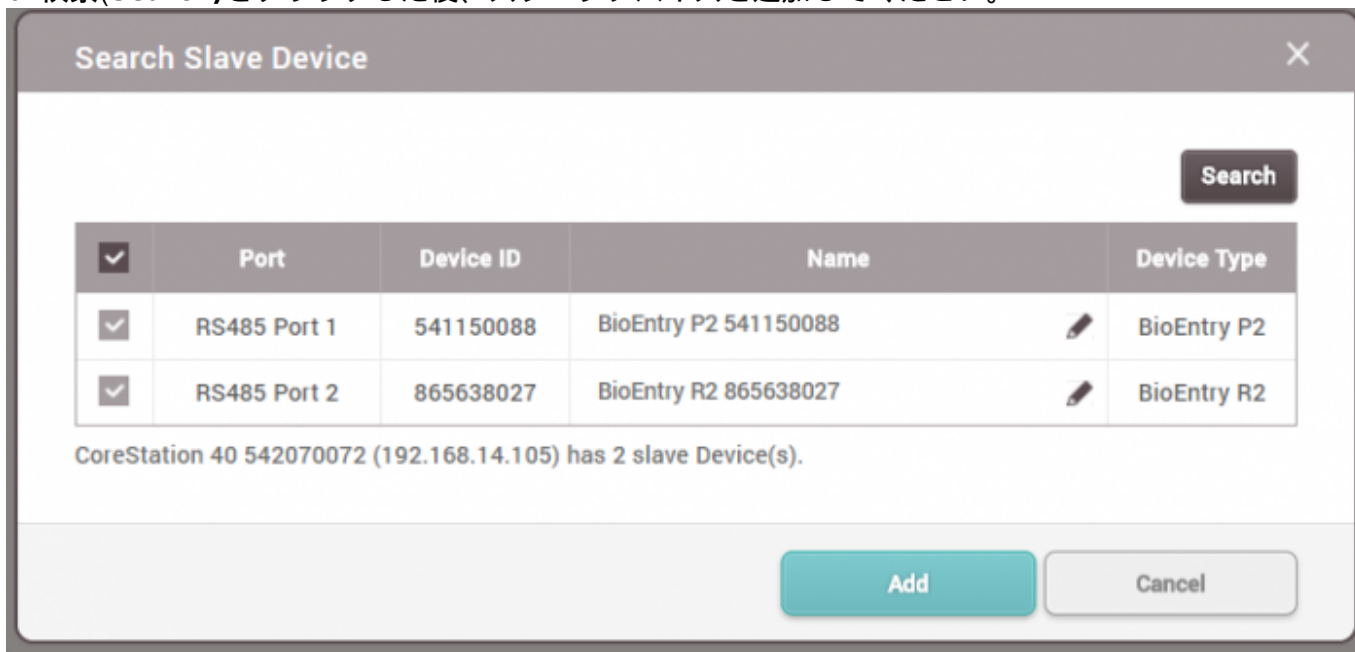 Search Slave Device
Search
Port Device ID Name Device Type
RS485 Port 1 541150088 BioEntry P2 541150088 BioEntry P2
RS485 Port 2 865638027 BioEntry R2 865638027 BioEntry R2
CoreStation 40 542070072 (192.168.14.105) has 2 slave Device(s).
Add Cancel